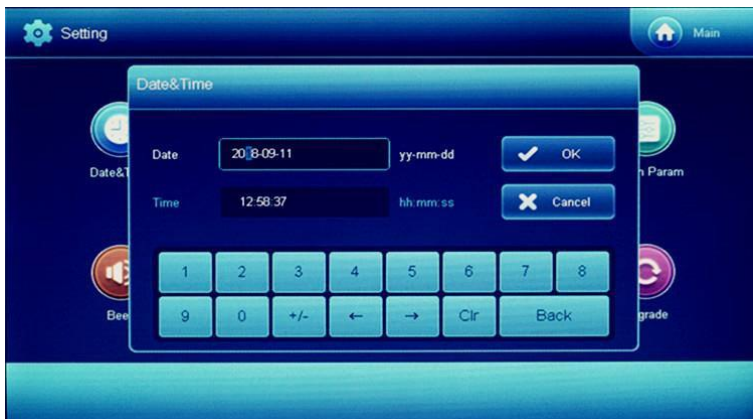 Setting
Main
Date&Time
Date
2018-09-11
yy-mm-dd
OK
Date&T
n Param
Time
12:58:37
hh:mm:ss
Cancel
1 2 3 4 5 6 7 8
Bee
9 0 +/- ← → Clr Back
grade